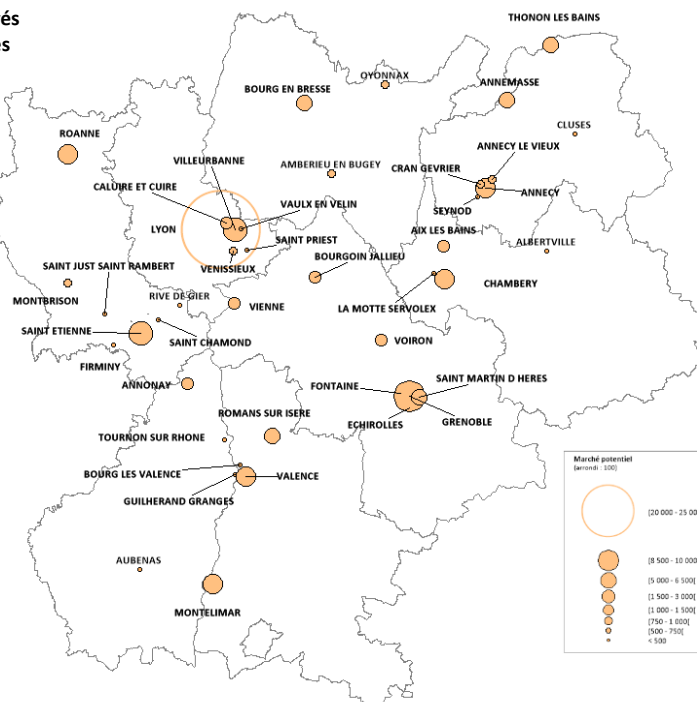 és
es
THONON LES BAINS
OYONNAX
BOURG EN BRESSE
ANNEMASSE
ROANNE
CLUSES
VILLEURBANNE
ANNECY LE VIEUX
AMBERIEU EN BUGEY
CRAN GEVRIER
CALUIRE ET CUIRE
ANNECY
VAULX EN VELIN
SEYNOD
LYON
AIX LES BAINS
SAINT PRIEST
ALBERTVILLE
BOURGOIN JALLIEU
SAINT JUST SAINT RAMBERT
VENISSIEUX
CHAMBERY
MONTBRISON
RIVE DE GIER
VIENNE
LA MOTTE SERVOLEX
SAINT ETIENNE
SAINT CHAMOND
VOIRON
FIRMINY
ANNONAY
FONTAINE
SAINT MARTIN D HERES
ROMANS SUR ISERE
ECHIROLLES
GRENOBLE
TOURNON SUR RHONE
BOURG LES VALENCE
VALENCE
GUILHERAND GRANGES
AUBENAS
MONTELIMAR
Marché potentiel
(arrondi : 100)
[20 000 - 25 00
[8 500 - 10 000
[5 000 - 6 500[
[1 500 - 3 000[
[1 000 - 1 500[
[750 - 1 000[
[500 - 750[
< 500